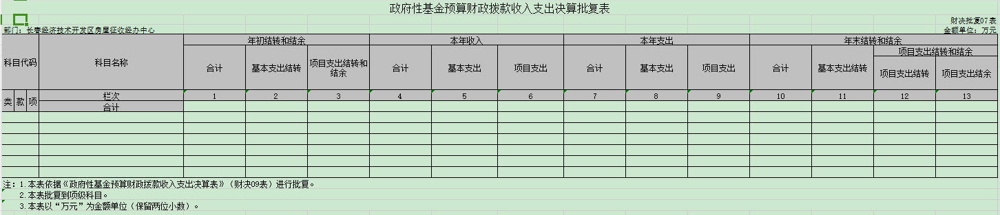 政府性基金预算财政拨款收入支出决算批复表
财决批复07表
部门：长春经济技术开发区房屋征收经办中心 金额单位：万元
科目代码 科目名称 年初结转和结余 本年收入 本年支出 年末结转和结余
合计 基本支出结转 项目支出结转和结余 合计 基本支出 项目支出 合计 基本支出 项目支出 合计 基本支出结转 项目支出结转和结余
项目支出结转 项目支出结余
类 款 项 栏次 1 2 3 4 5 6 7 8 9 10 11 12 13
合计
注：1.本表依据《政府性基金预算财政拨款收入支出决算表》（财决09表）进行批复。
2.本表批复到项级科目。
3.本表以“万元”为金额单位（保留两位小数）。